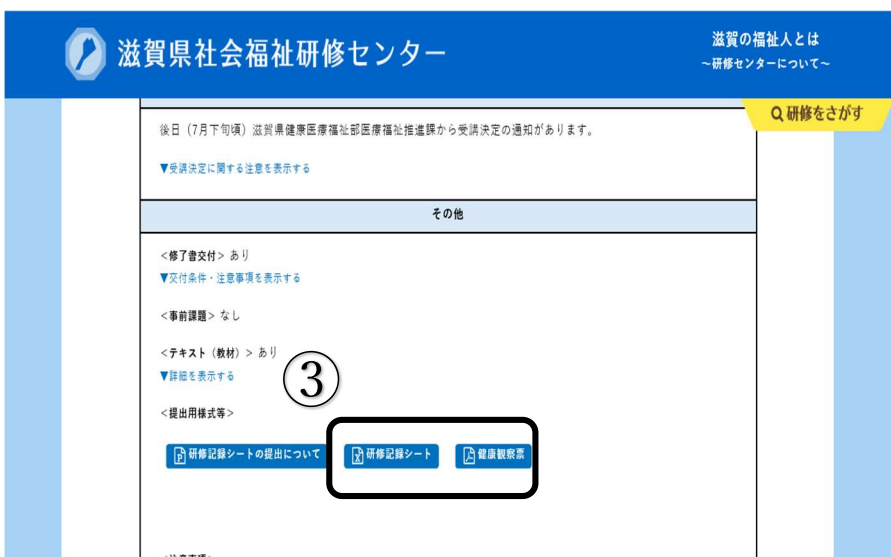 滋賀県社会福祉研修センター
滋賀の福祉人とは
~研修センターについて~
研修をさがす
後日(7月下旬頃)滋賀県健康医療福祉部医療福祉推進課から受講決定の通知があります。
▼受講決定に関する注意を表示する
その他
<修了書交付> あり
▼交付条件・注意事項を表示する
<事前課題> なし
<テキスト(教材)> あり
▼詳細を表示する
③
<提出用様式等>
研修記録シートの提出について
研修記録シート
健康観察票